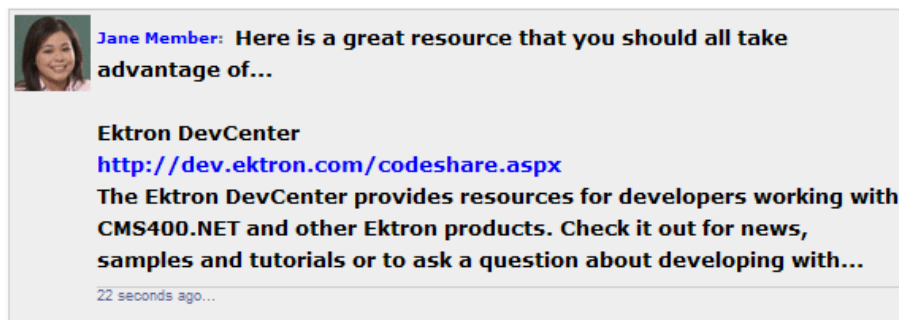 Jane Member: Here is a great resource that you should all take
advantage of...
Ektron DevCenter
http://dev.ektron.com/codeshare.aspx
The Ektron DevCenter provides resources for developers working with
CMS400.NET and other Ektron products. Check it out for news,
samples and tutorials or to ask a question about developing with...
22 seconds ago...